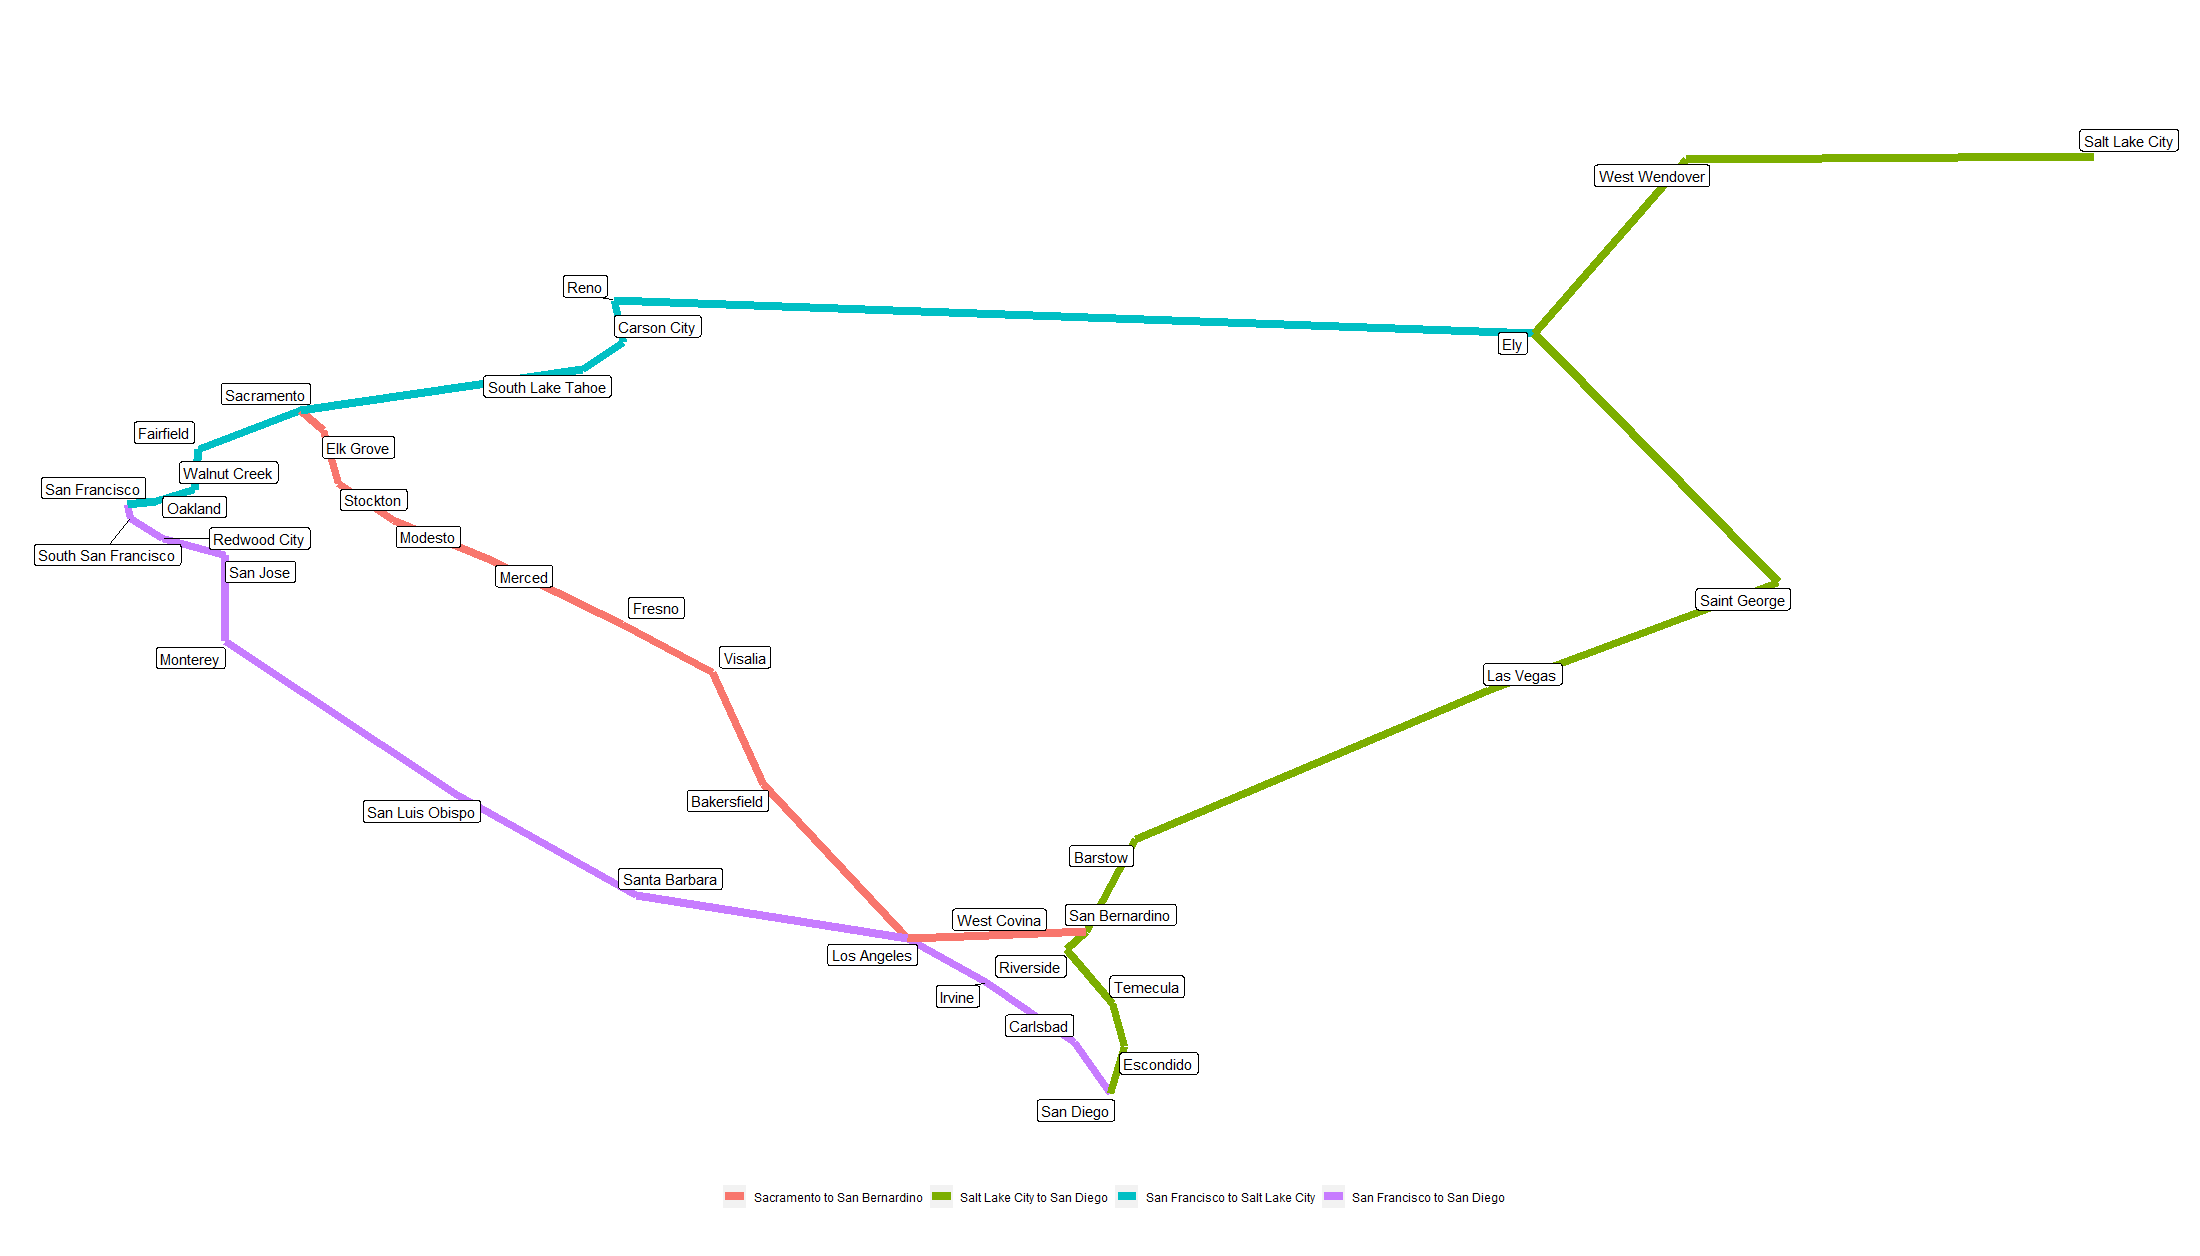 Salt Lake City
West Wendover
Reno
Carson City
Ely
South Lake Tahoe
Sacramento
Fairfield
Elk Grove
Walnut Creek
San Francisco
Stockton
Oakland
Modesto
Redwood City
South San Francisco
San Jose
Merced
Saint George
Fresno
Visalia
Monterey
Las Vegas
Bakersfield
San Luis Obispo
Barstow
Santa Barbara
San Bernardino
West Covina
Los Angeles
Riverside
Temecula
Irvine
Carlsbad
Escondido
San Diego
Sacramento to San Bernardino
Salt Lake City to San Diego
San Francisco to Salt Lake City
San Francisco to San Diego